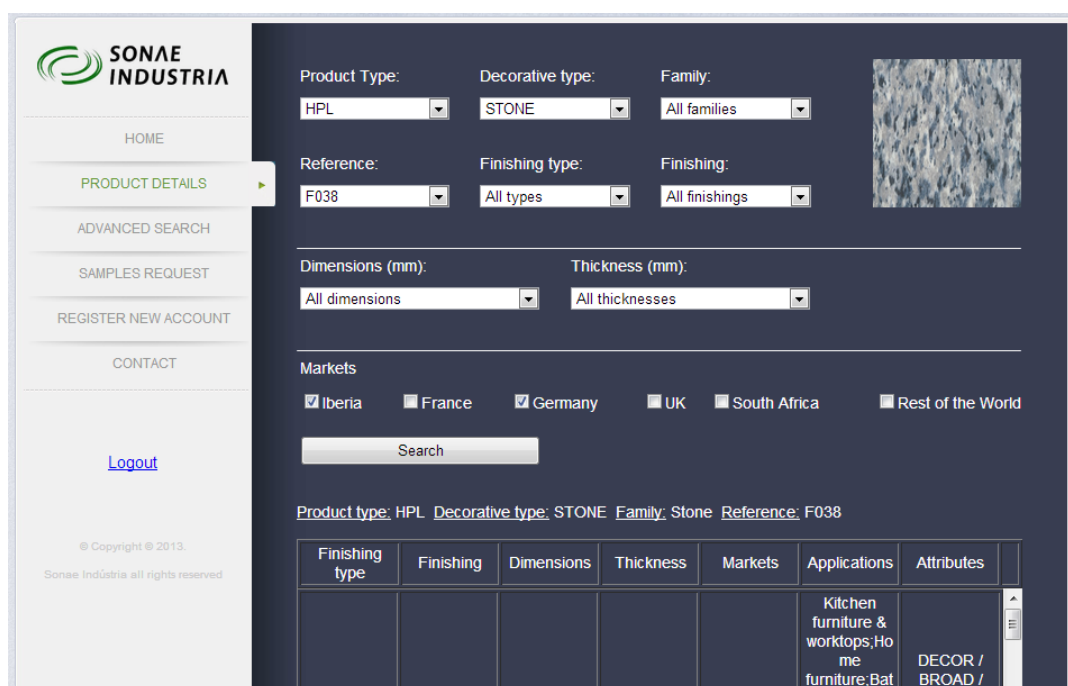 SONAE
INDUSTRIA
HOME
PRODUCT DETAILS
ADVANCED SEARCH
SAMPLES REQUEST
REGISTER NEW ACCOUNT
CONTACT
Logout
© Copyright © 2013.
Sonae Indústria all rights reserved
Product Type: Decorative type: Family:
HPL STONE All families
Reference: Finishing type: Finishing:
F038 All types All finishings
Dimensions (mm): Thickness (mm):
All dimensions All thicknesses
Markets
Iberia France Germany UK South Africa Rest of the World
Search
Product type: HPL Decorative type: STONE Family: Stone Reference: F038
Finishing type Finishing Dimensions Thickness Markets Applications Attributes
Kitchen
furniture &
worktops;Ho
me
furniture;Bat
DECOR /
BROAD /